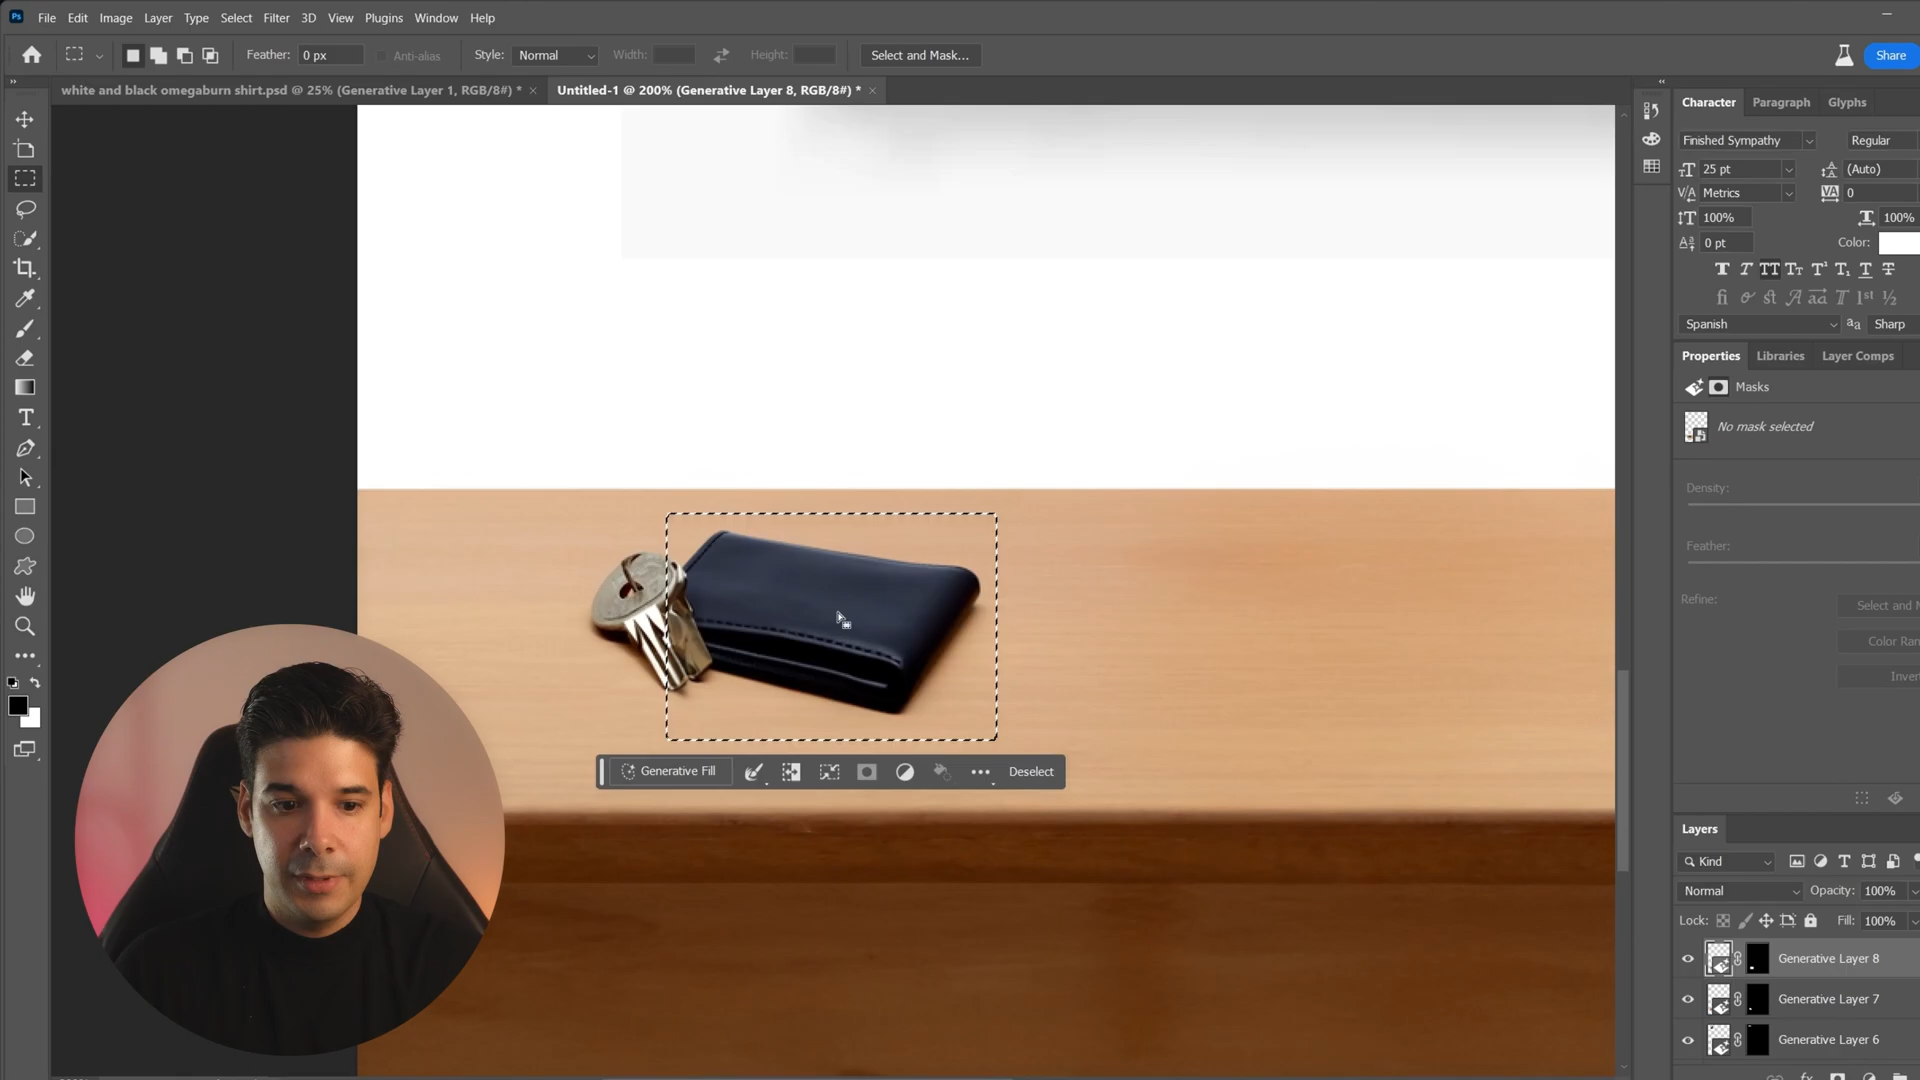 Ps File Edit Image Layer Type Select Filter 3D View Plugins Window Help
Feather: 0 px Anti-alias Style: Normal Width: Height: Select and Mask... Share
white and black omegaburn shirt.psd @ 25% (Generative Layer 1, RGB/8#) * Untitled-1 @ 200% (Generative Layer 8, RGB/8#) *
Character Paragraph Glyphs
Finished Sympathy Regular
25 pt (Auto)
Metrics 0
100% 100%
0 pt Color:
Spanish Sharp
Properties Libraries Layer Comps
Masks
No mask selected
Density:
Feather:
Refine: Select and M
Color Ran
Inver
Generative Fill Deselect
Layers
Kind
Normal Opacity: 100%
Lock: Fill: 100%
Generative Layer 8
Generative Layer 7
Generative Layer 6